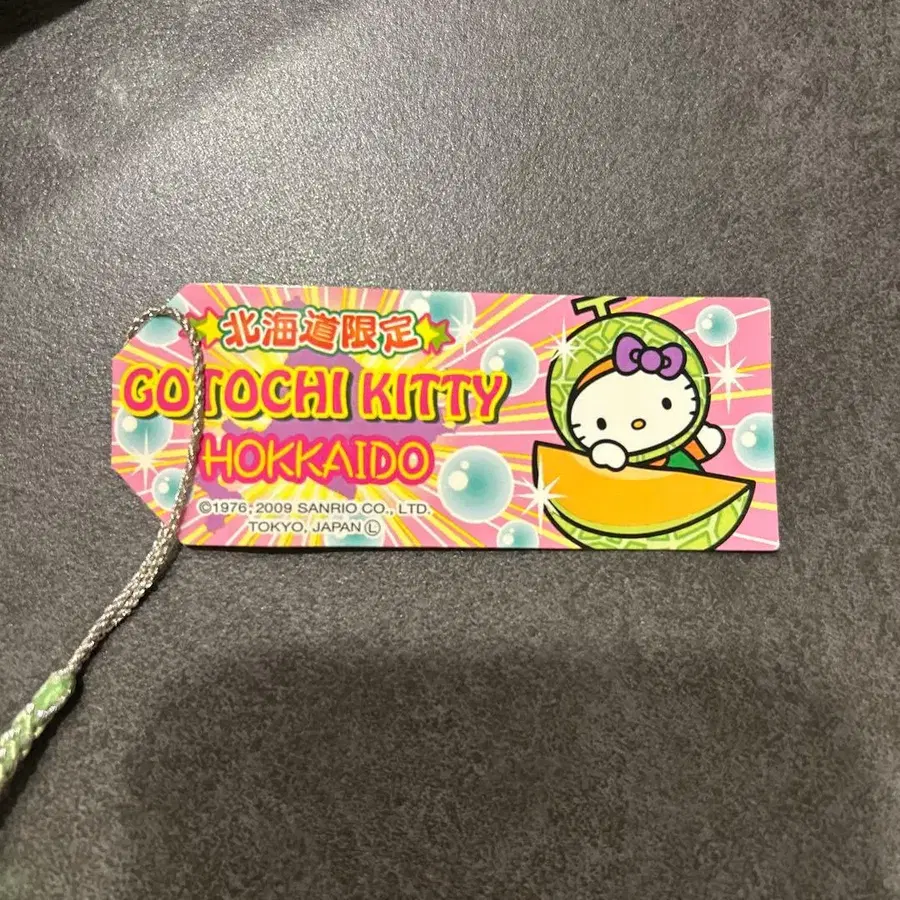 北海道限定
GOTOCHI KITTY
HOKKAIDO
©1976, 2009 SANRIO CO., LTD.
TOKYO, JAPAN Ⓛ